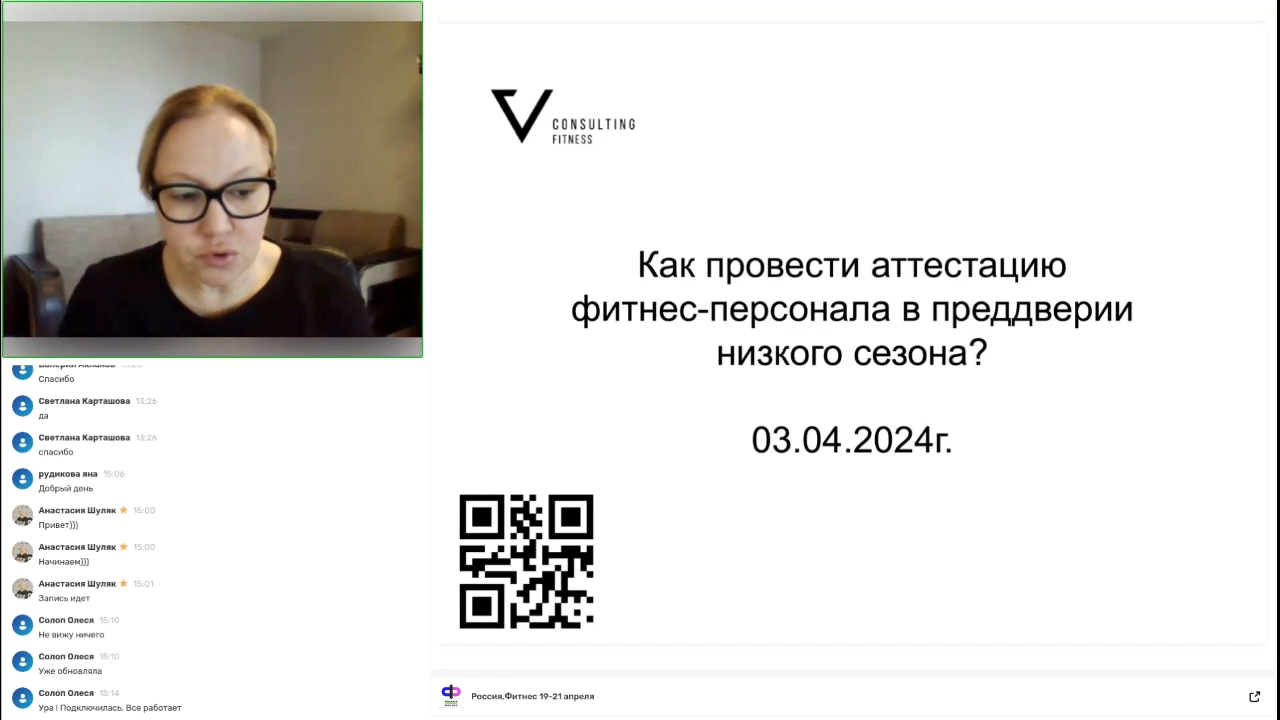 CONSULTING
FITNESS
Как провести аттестацию
фитнес-персонала в преддверии
низкого сезона?
03.04.2024г.
Спасибо
Светлана Карташова 13:26
да
Светлана Карташова 13:26
спасибо
рудикова яна 15:06
Добрый день
Анастасия Шуляк 15:00
Привет)))
Анастасия Шуляк 15:00
Начинаем)))
Анастасия Шуляк 15:01
Запись идет
Солоп Олеся 15:10
Не вижу ничего
Солоп Олеся 15:10
Уже обновляла
Солоп Олеся 15:14
Ура ! Подключилась. Все работает
Россия.Фитнес 19-21 апреля